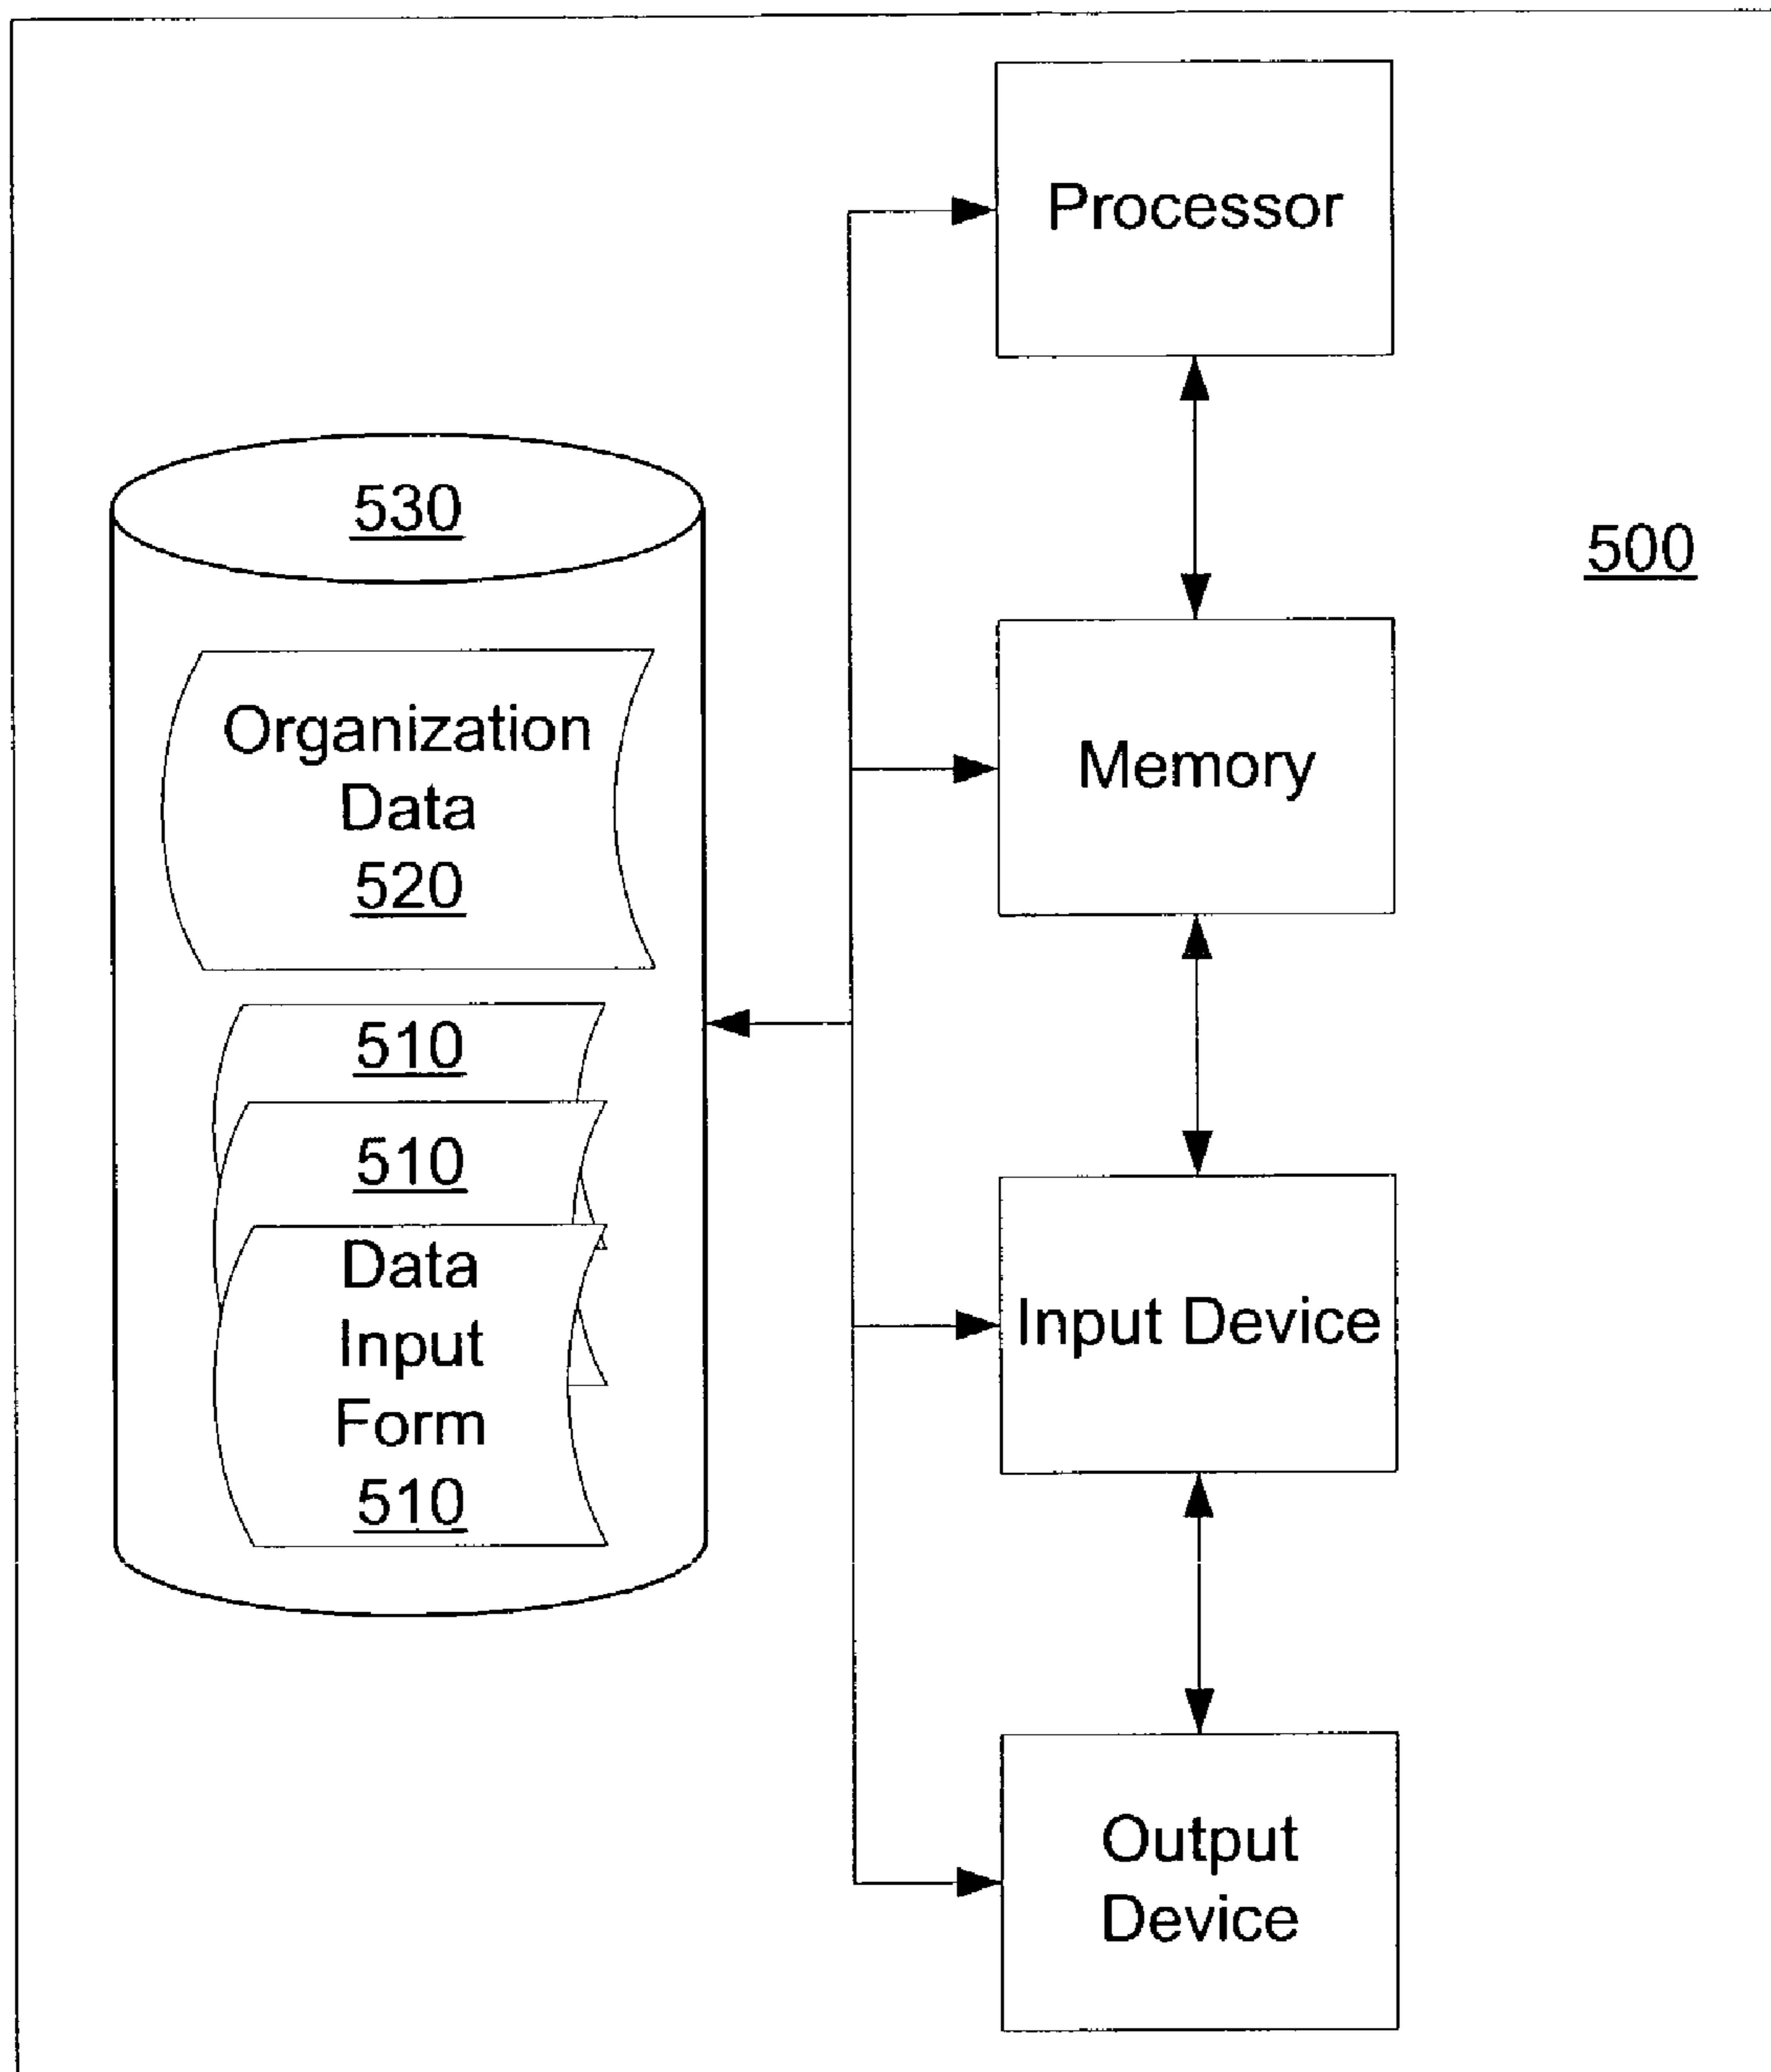 Processor
530
500
Organization
Data
520
Memory
510
510
Data
Input
Form
510
Input Device
Output
Device